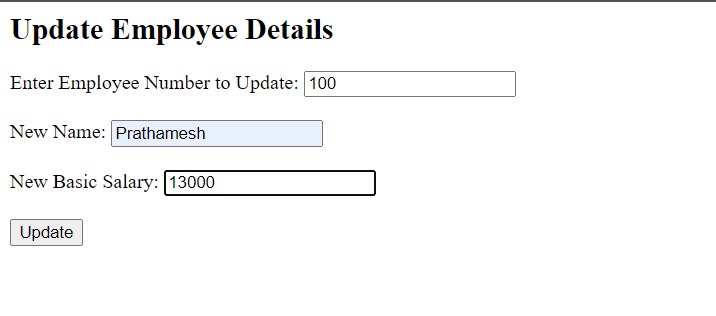 Update Employee Details
Enter Employee Number to Update: 100
New Name: Prathamesh
New Basic Salary: 13000
Update